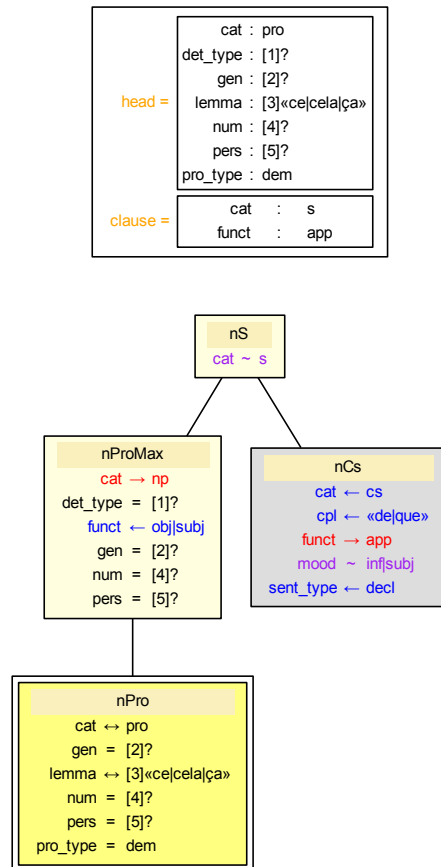 head =
cat : pro
det_type : [1]?
gen : [2]?
lemma : [3]«ce|cela|ça»
num : [4]?
pers : [5]?
pro_type : dem
clause =
cat : s
funct : app
nS
cat ~ s
nProMax
cat → np
det_type = [1]?
funct ← obj|subj
gen = [2]?
num = [4]?
pers = [5]?
nCs
cat ← cs
cpl ← «de|que»
funct → app
mood ~ inf|subj
sent_type ← decl
nPro
cat ↔ pro
gen = [2]?
lemma ↔ [3]«ce|cela|ça»
num = [4]?
pers = [5]?
pro_type = dem